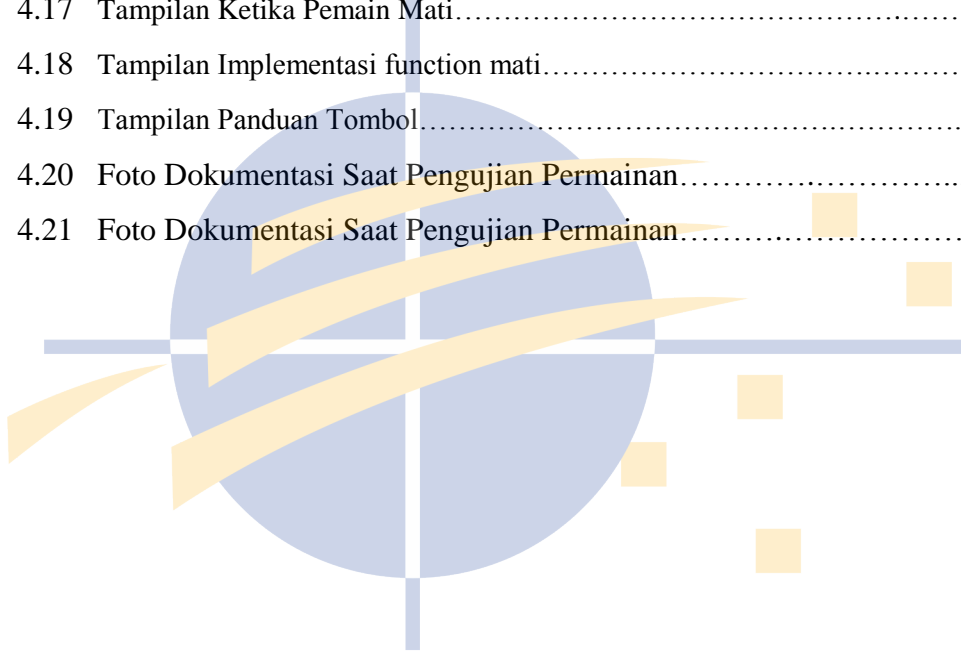 4.17 Tampilan Ketika Pemain Mati……………………………………….……
4.18 Tampilan Implementasi function mati…………………………….………
4.19 Tampilan Panduan Tombol…………………………………………….…..
4.20 Foto Dokumentasi Saat Pengujian Permainan………….…………...
4.21 Foto Dokumentasi Saat Pengujian Permainan……….………………